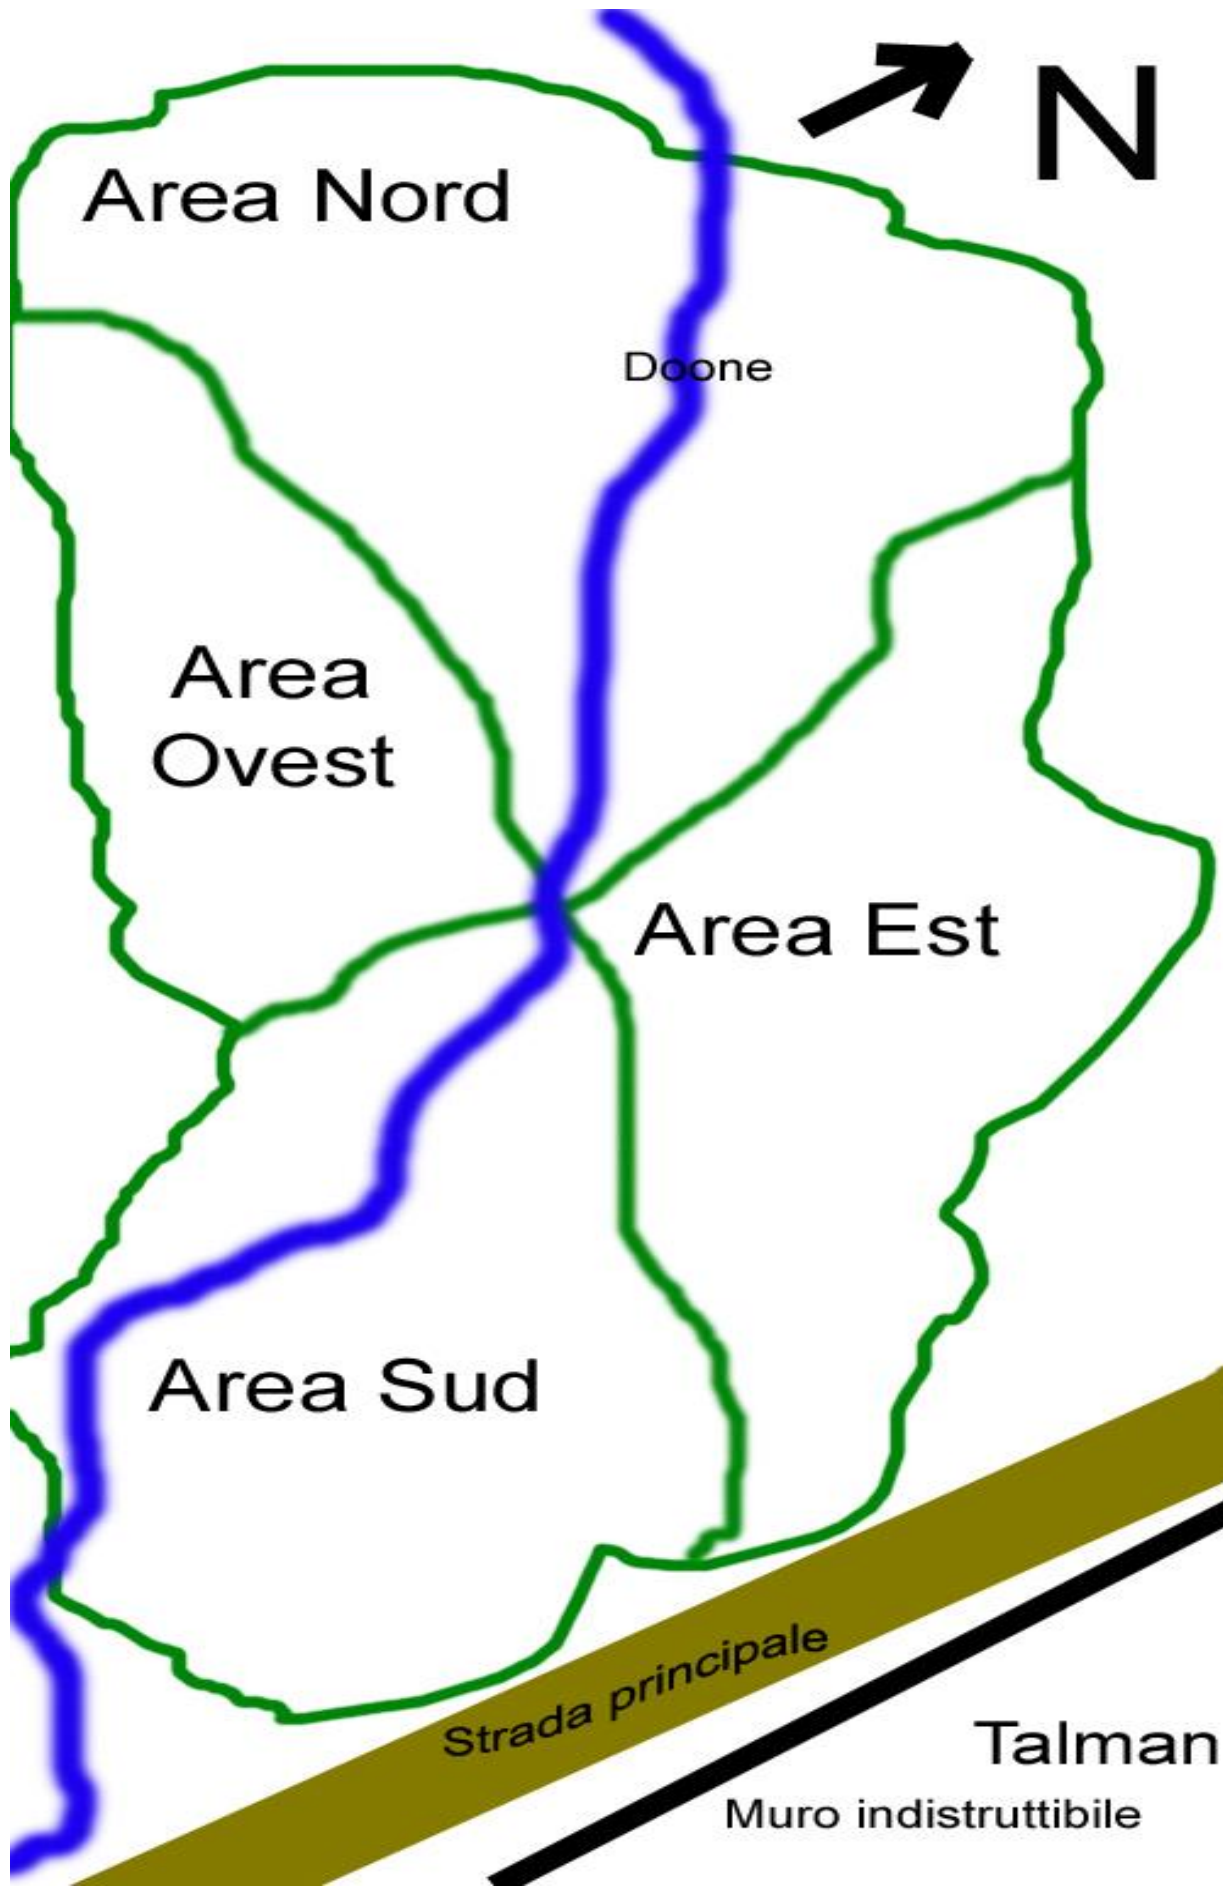 N
Area Nord
Doone
Area
Ovest
Area Est
Area Sud
Strada principale
Talman
Muro indistruttibile